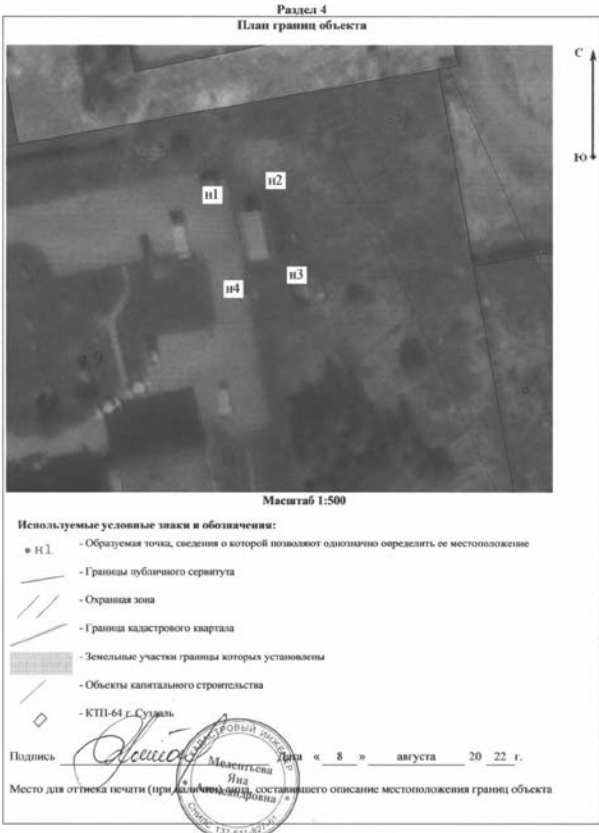 Раздел 4
План границ объекта
С
Ю
н1
н2
н3
н4
Масштаб 1:500
Используемые условные знаки и обозначения:
н1 - Образуемая точка, сведения о которой позволяют однозначно определить ее местоположение
- Границы публичного сервитута
- Охранная зона
- Граница кадастрового квартала
- Земельные участки границы которых установлены
- Объекты капитального строительства
- КТП-64 г. Суздаль
Подпись Дата « 8 » августа 20 22 г.
КАДАСТРОВЫЙ ИНЖЕНЕР
Мелентьева
Яна
Александровна
Место для оттиска печати (при наличии) лица, составившего описание местоположения границ объекта